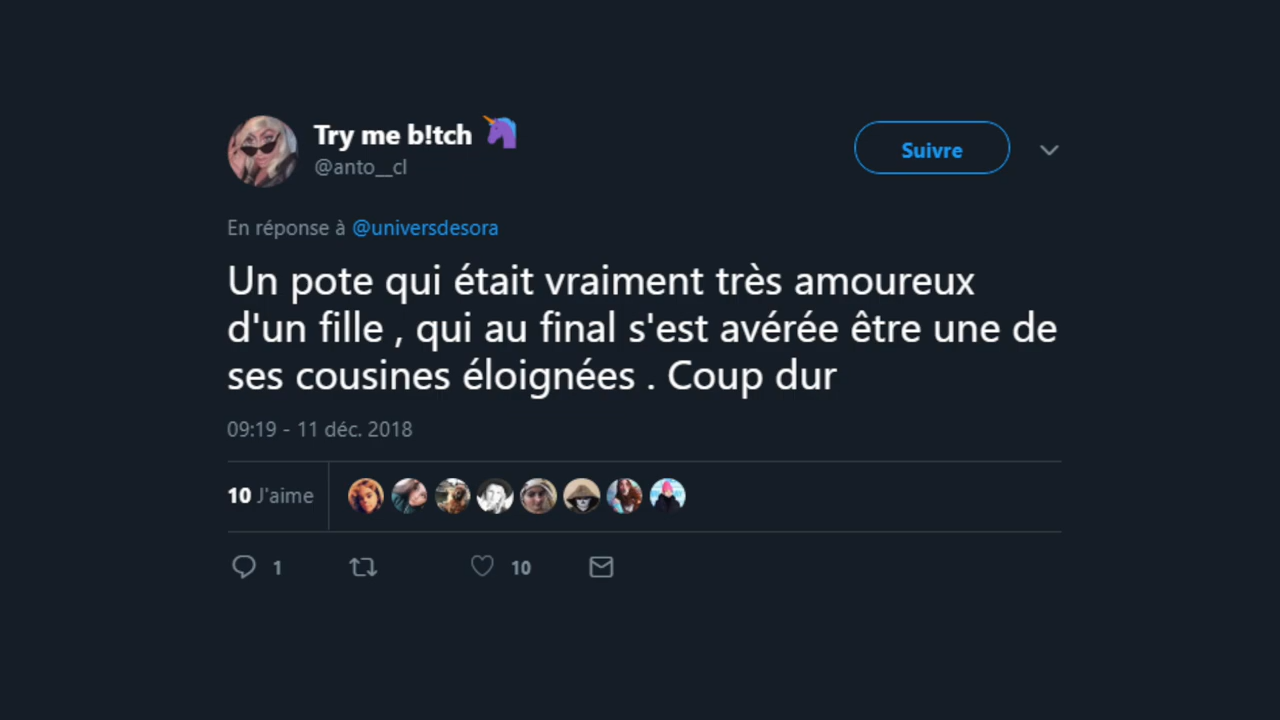 Try me b!tch 🦄
@anto__cl
Suivre
En réponse à @universdesora
Un pote qui était vraiment très amoureux
d'un fille , qui au final s'est avérée être une de
ses cousines éloignées . Coup dur
09:19 - 11 déc. 2018
10 J'aime
1 10